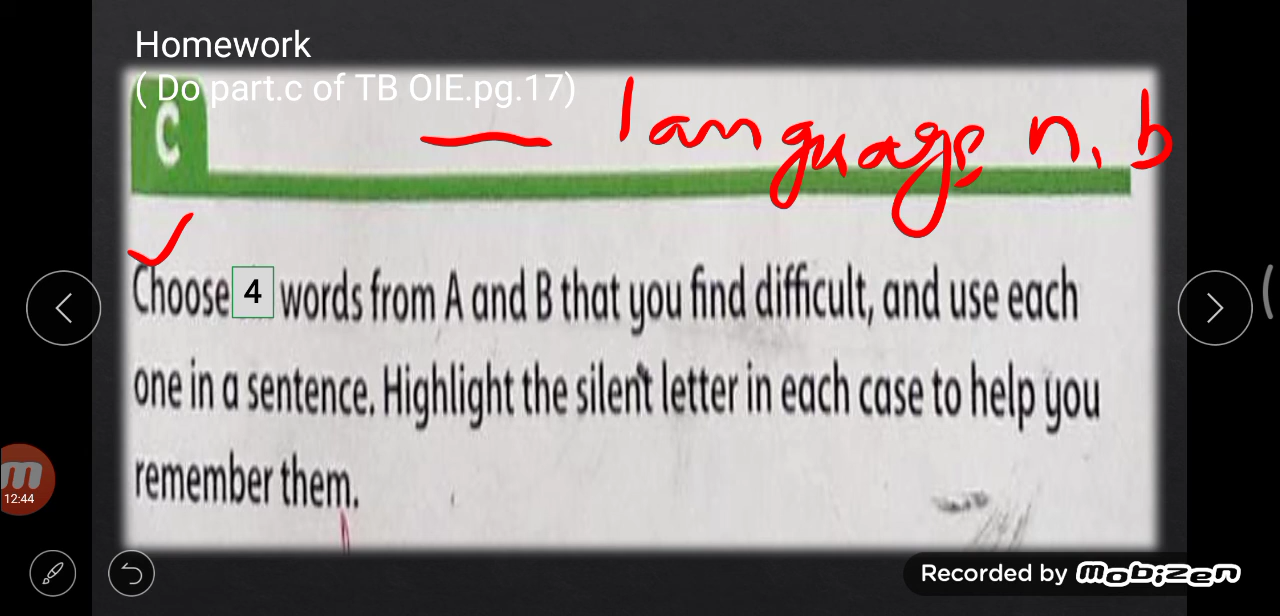 Homework
( Do part.c of TB OIE.pg.17)
C
language n, b
Choose 4 words from A and B that you find difficult, and use each
one in a sentence. Highlight the silent letter in each case to help you
remember them.
m
12:44
Recorded by mobizen